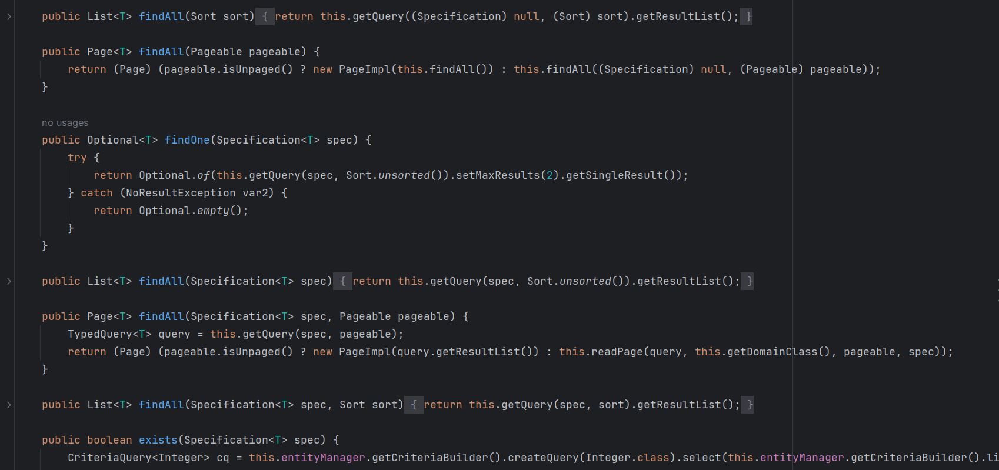 public List<T> findAll(Sort sort) { return this.getQuery((Specification) null, (Sort) sort).getResultList(); }
public Page<T> findAll(Pageable pageable) {
return (Page) (pageable.isUnpaged() ? new PageImpl(this.findAll()) : this.findAll((Specification) null, (Pageable) pageable));
}
no usages
public Optional<T> findOne(Specification<T> spec) {
try {
return Optional.of(this.getQuery(spec, Sort.unsorted()).setMaxResults(2).getSingleResult());
} catch (NoResultException var2) {
return Optional.empty();
}
}
public List<T> findAll(Specification<T> spec) { return this.getQuery(spec, Sort.unsorted()).getResultList(); }
public Page<T> findAll(Specification<T> spec, Pageable pageable) {
TypedQuery<T> query = this.getQuery(spec, pageable);
return (Page) (pageable.isUnpaged() ? new PageImpl(query.getResultList()) : this.readPage(query, this.getDomainClass(), pageable, spec));
}
public List<T> findAll(Specification<T> spec, Sort sort) { return this.getQuery(spec, sort).getResultList(); }
public boolean exists(Specification<T> spec) {
CriteriaQuery<Integer> cq = this.entityManager.getCriteriaBuilder().createQuery(Integer.class).select(this.entityManager.getCriteriaBuilder().li